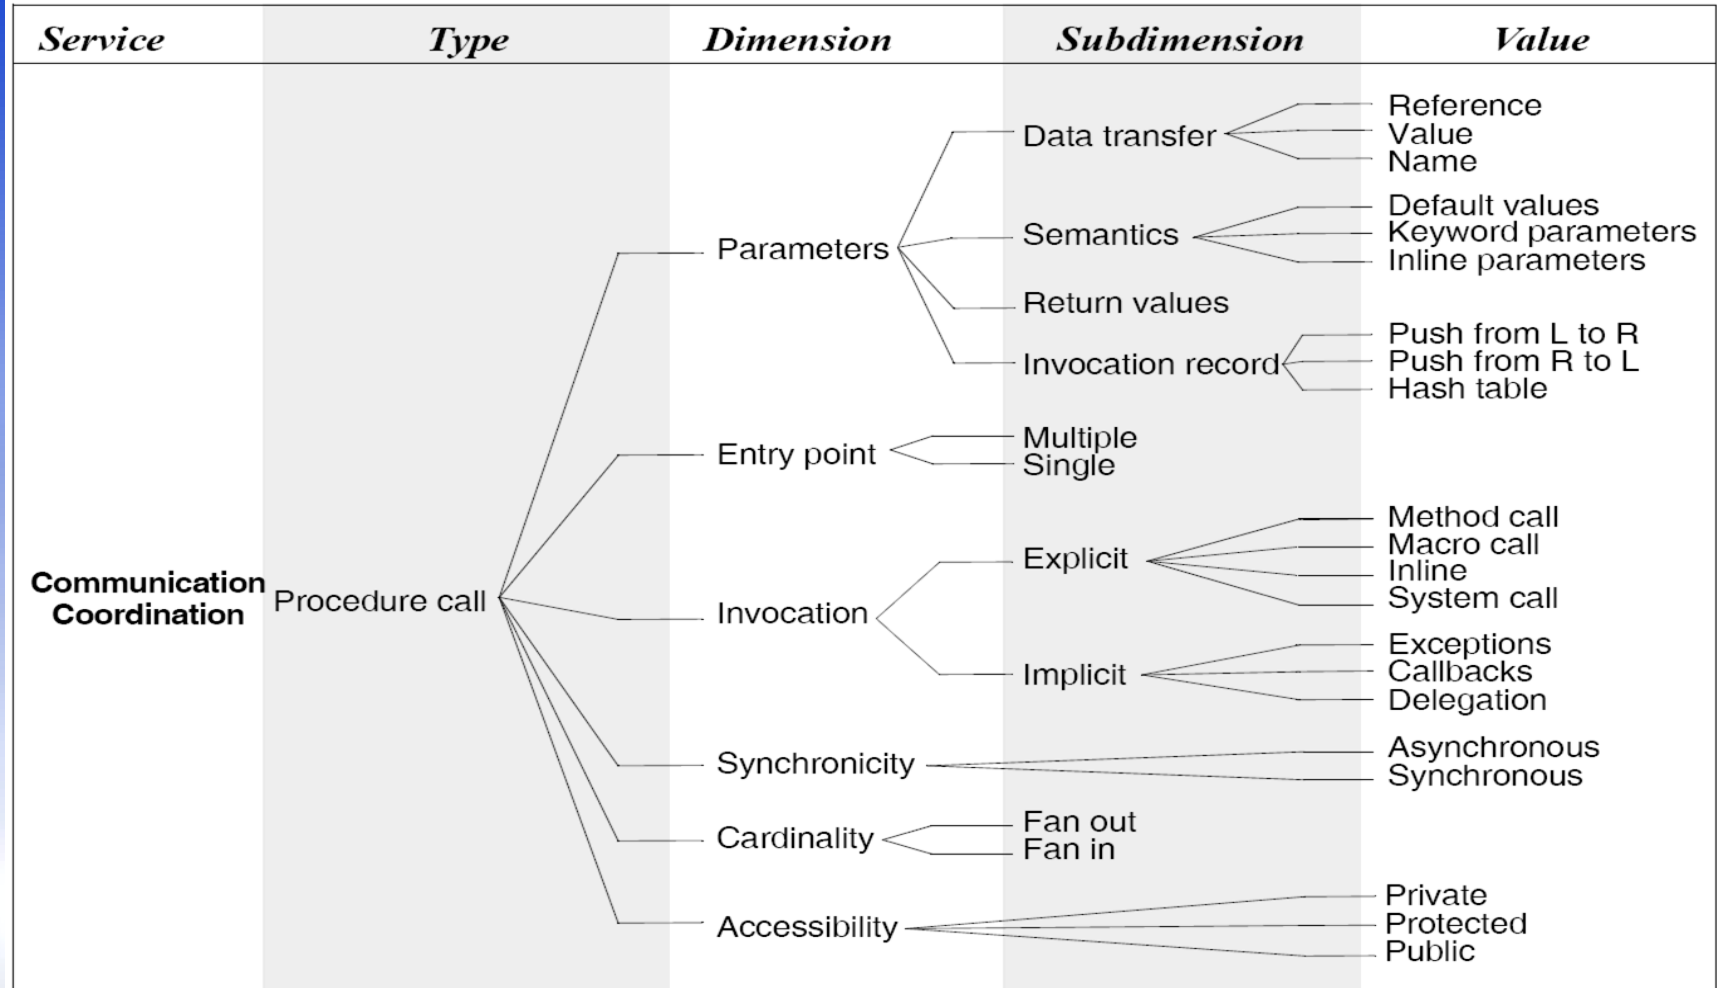 Service Type Dimension Subdimension Value
Reference
Data transfer
Value
Name
Default values
Semantics
Keyword parameters
Parameters
Inline parameters
Return values
Push from L to R
Invocation record
Push from R to L
Hash table
Multiple
Entry point
Single
Method call
Explicit
Macro call
Inline
Communication
Coordination
Procedure call
System call
Invocation
Exceptions
Implicit
Callbacks
Delegation
Asynchronous
Synchronicity
Synchronous
Fan out
Cardinality
Fan in
Private
Accessibility
Protected
Public